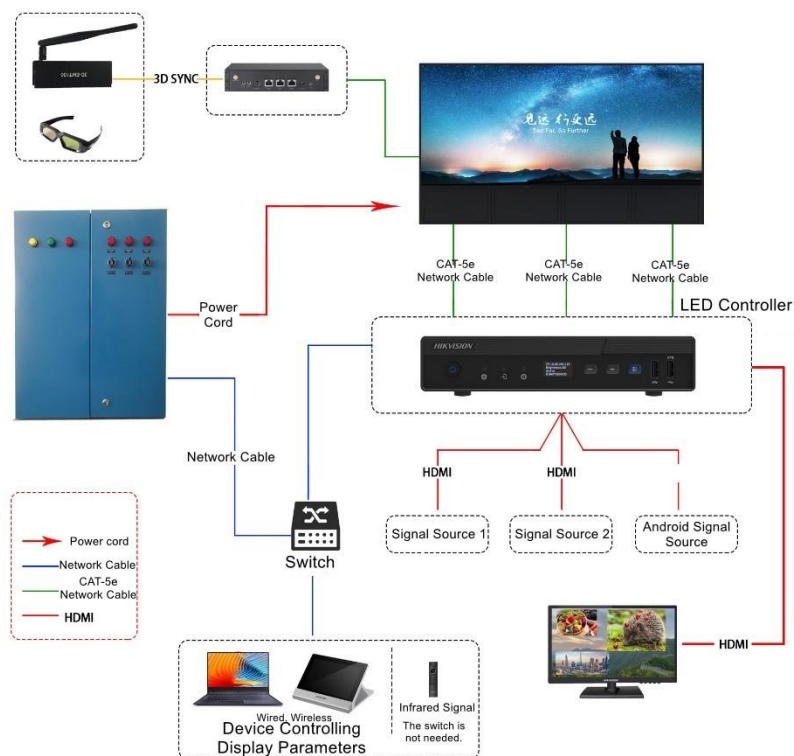 3D-EMT100
3D SYNC
见远 行更远
See Far, Go Further
CAT-5e
Network Cable
CAT-5e
Network Cable
CAT-5e
Network Cable
LED Controller
Power
Cord
HIKVISION
Network Cable
HDMI
HDMI
Signal Source 1
Signal Source 2
Android Signal
Source
Switch
Power cord
Network Cable
CAT-5e
Network Cable
HDMI
HDMI
Wired, Wireless
Device Controlling
Display Parameters
Infrared Signal
The switch is
not needed.